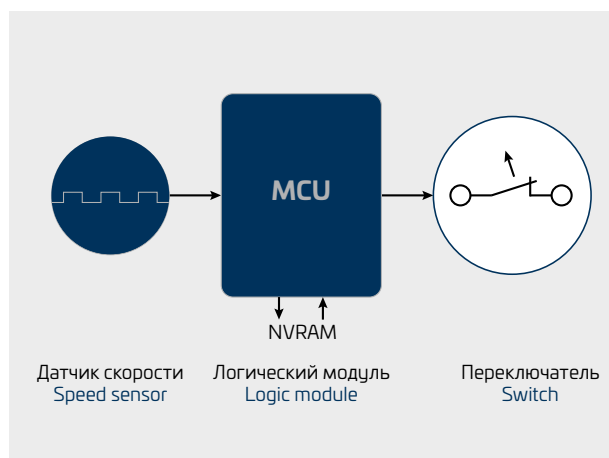 MCU
NVRAM
Датчик скорости
Speed sensor
Логический модуль
Logic module
Переключатель
Switch